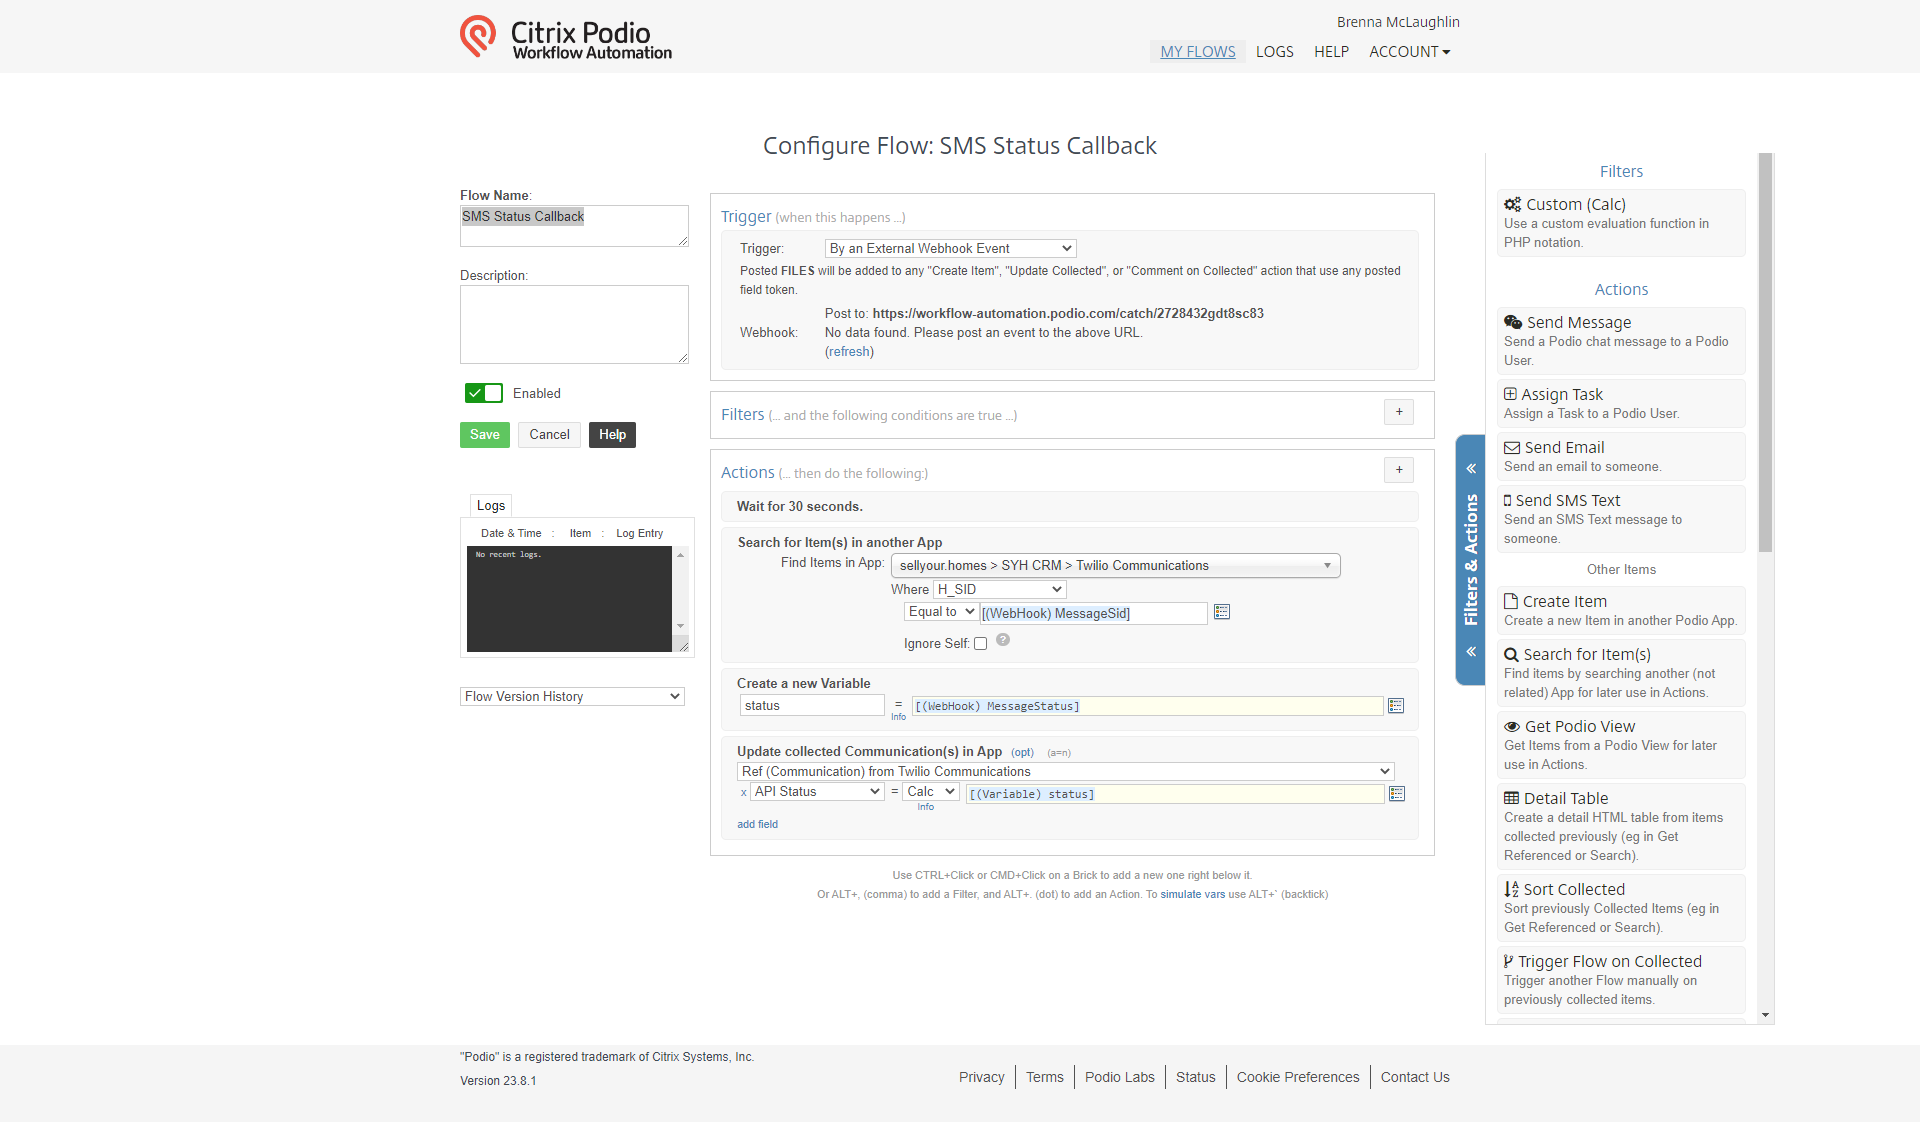 Citrix Podio
Workflow Automation
Brenna McLaughlin
MY FLOWS LOGS HELP ACCOUNT
Configure Flow: SMS Status Callback
Flow Name:
SMS Status Callback
Description:
Enabled
Save Cancel Help
Logs
Date & Time : Item : Log Entry
No recent logs.
Flow Version History
Trigger (when this happens ...)
Trigger: By an External Webhook Event
Posted FILES will be added to any "Create Item", "Update Collected", or "Comment on Collected" action that use any posted
field token.
Post to: https://workflow-automation.podio.com/catch/2728432gdt8sc83
Webhook: No data found. Please post an event to the above URL.
(refresh)
Filters (... and the following conditions are true ...)
+
Actions (... then do the following:)
+
Wait for 30 seconds.
Search for Item(s) in another App
Find Items in App: sellyour.homes > SYH CRM > Twilio Communications
Where H_SID
Equal to [(WebHook) MessageSid]
Ignore Self: ?
Create a new Variable
status = [(WebHook) MessageStatus]
Info
Update collected Communication(s) in App (opt) (a=n)
Ref (Communication) from Twilio Communications
x API Status = Calc [(Variable) status]
Info
add field
Use CTRL+Click or CMD+Click on a Brick to add a new one right below it.
Or ALT+, (comma) to add a Filter, and ALT+. (dot) to add an Action. To simulate vars use ALT+` (backtick)
« Filters & Actions «
Filters
Custom (Calc)
Use a custom evaluation function in
PHP notation.
Actions
Send Message
Send a Podio chat message to a Podio
User.
Assign Task
Assign a Task to a Podio User.
Send Email
Send an email to someone.
Send SMS Text
Send an SMS Text message to
someone.
Other Items
Create Item
Create a new Item in another Podio App.
Search for Item(s)
Find items by searching another (not
related) App for later use in Actions.
Get Podio View
Get Items from a Podio View for later
use in Actions.
Detail Table
Create a detail HTML table from items
collected previously (eg in Get
Referenced or Search).
Sort Collected
Sort previously Collected Items (eg in
Get Referenced or Search).
Trigger Flow on Collected
Trigger another Flow manually on
previously collected items.
"Podio" is a registered trademark of Citrix Systems, Inc.
Version 23.8.1
Privacy Terms Podio Labs Status Cookie Preferences Contact Us